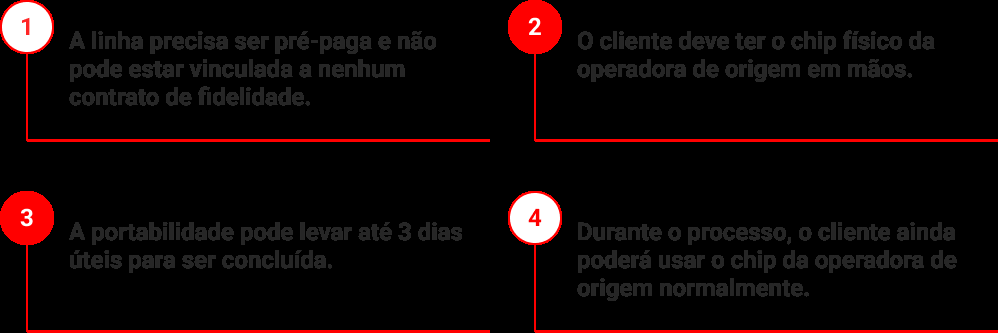 1
A linha precisa ser pré-paga e não
pode estar vinculada a nenhum
contrato de fidelidade.
2
O cliente deve ter o chip físico da
operadora de origem em mãos.
3
A portabilidade pode levar até 3 dias
úteis para ser concluída.
4
Durante o processo, o cliente ainda
poderá usar o chip da operadora de
origem normalmente.